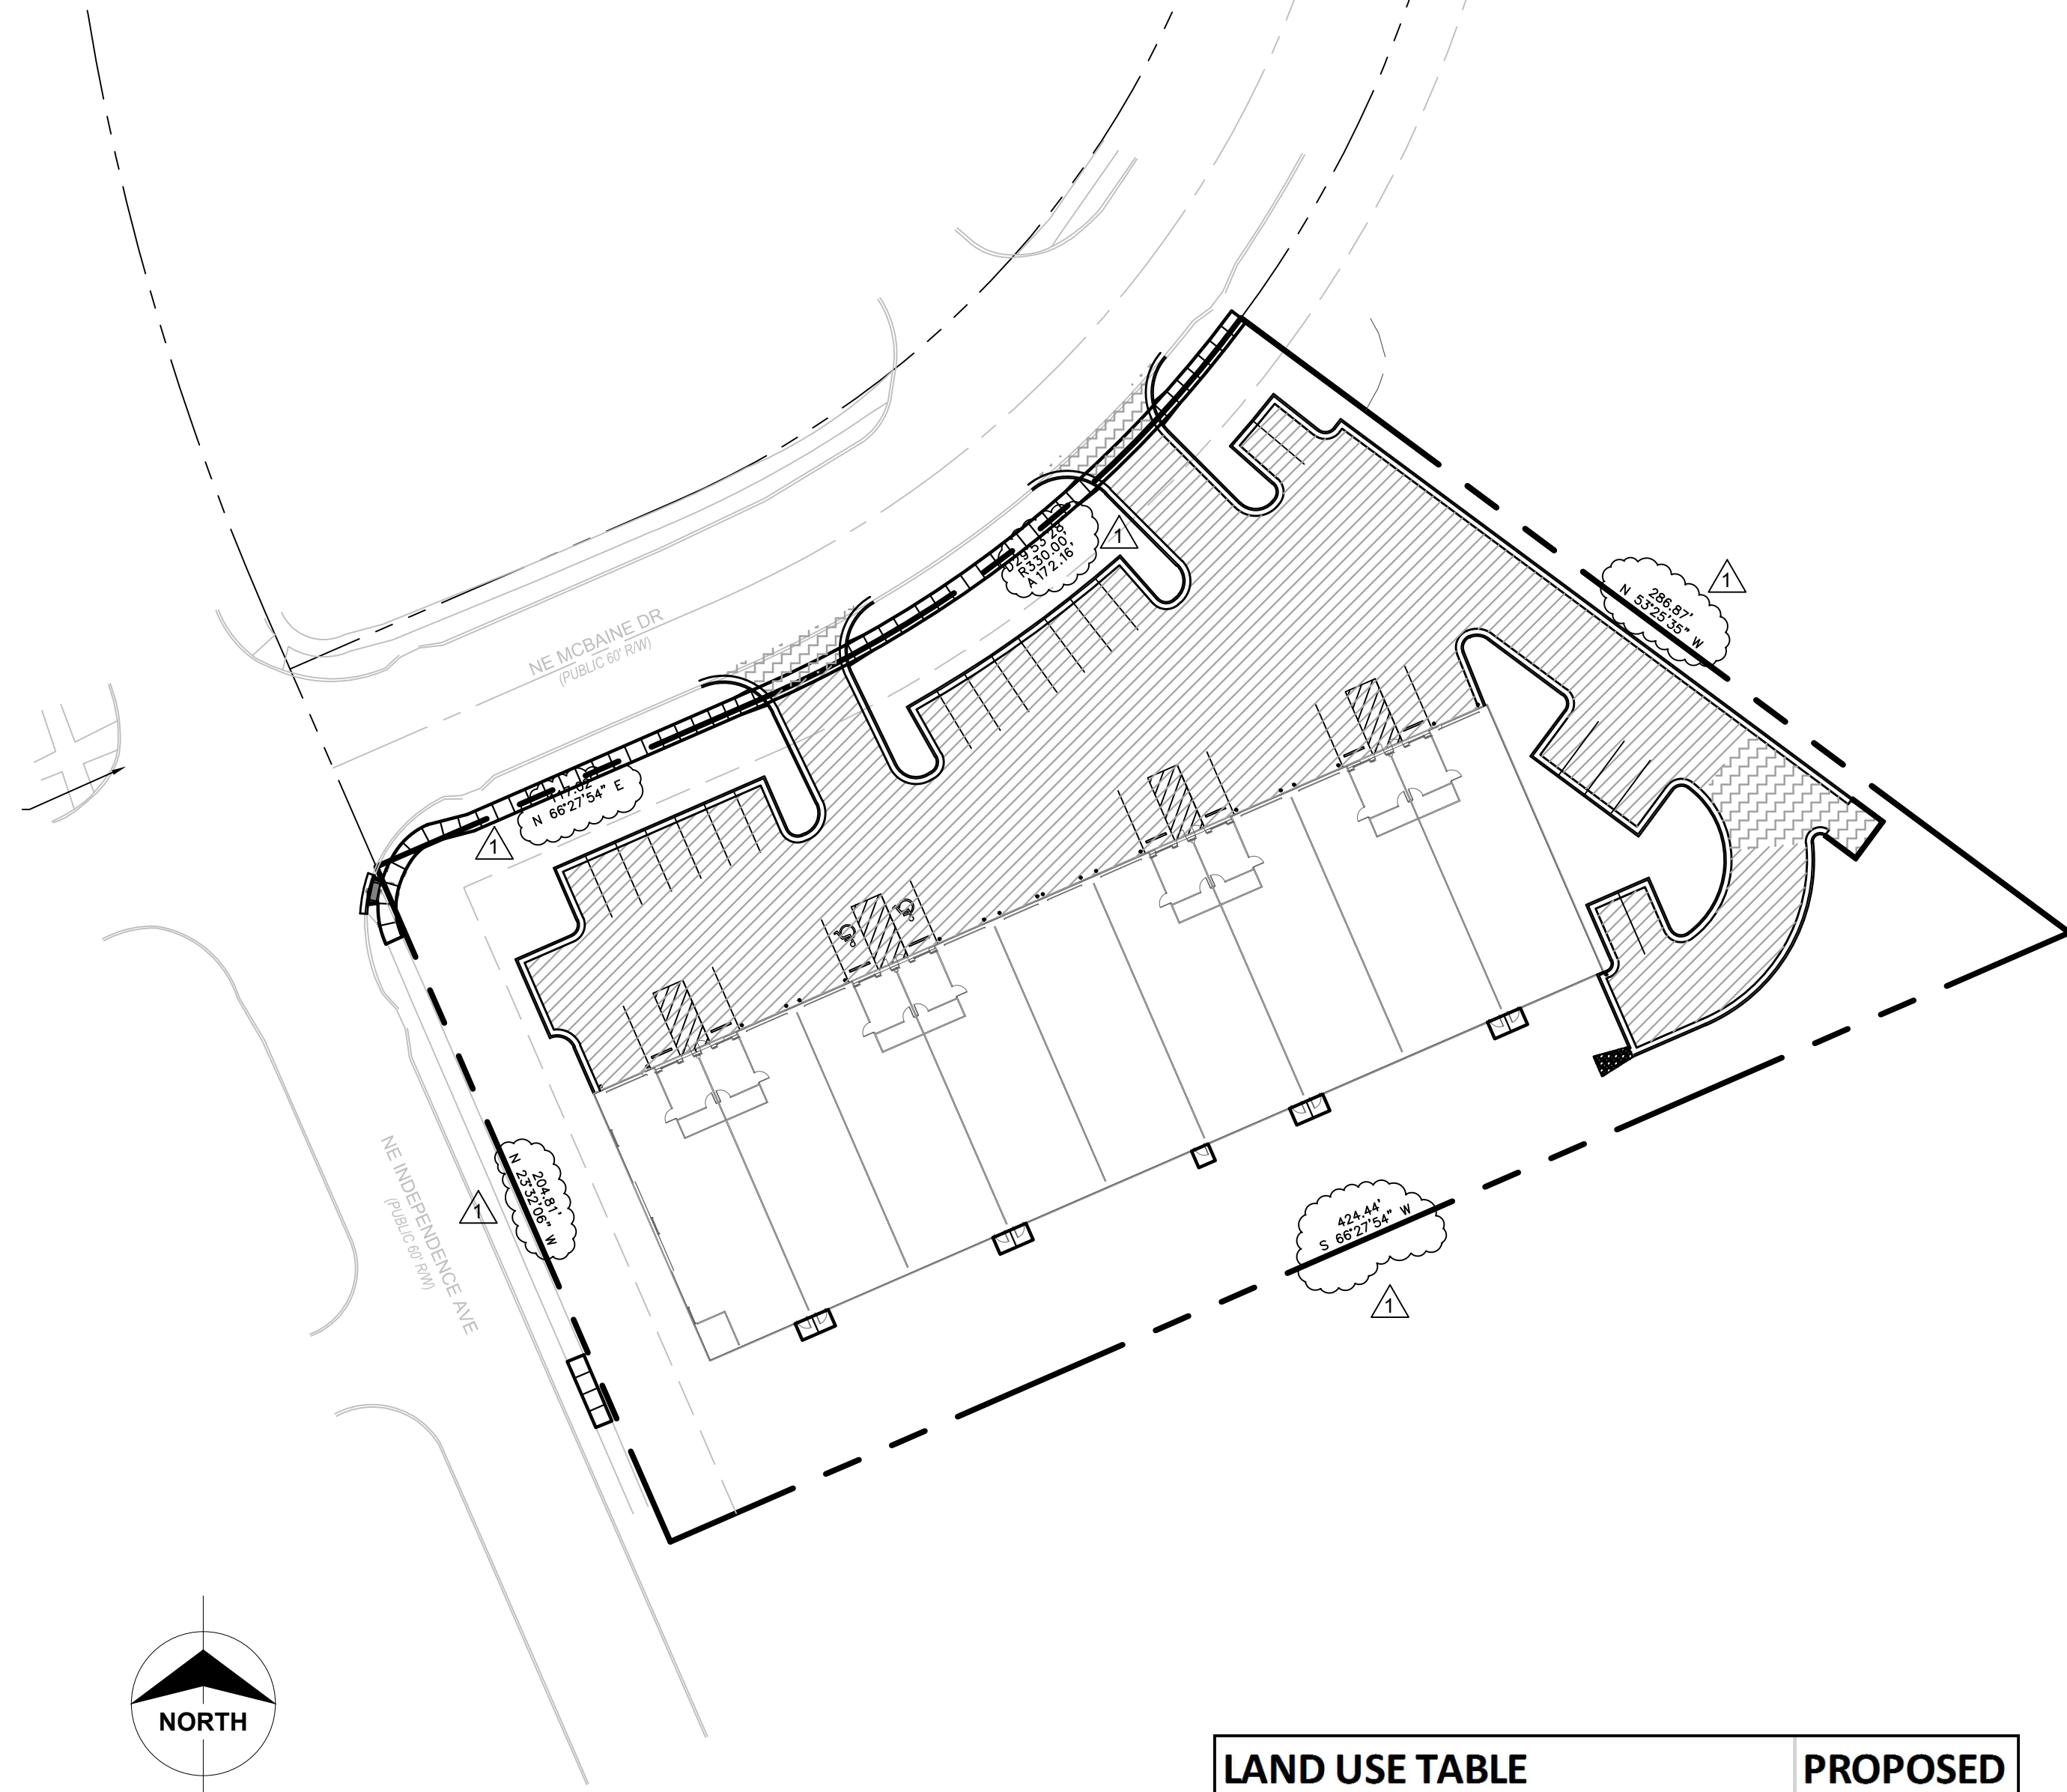 D29°53'28"
R330.00'
A172.16'
1
286.87'
N 53°25'35" W
1
NE MCBAINE DR
(PUBLIC 60' R/W)
N 66°27'54" E
1
204.81'
N 23°32'06" W
1
NE INDEPENDENCE AVE
(PUBLIC 60' R/W)
424.44'
S 66°27'54" W
1
NORTH
LAND USE TABLE PROPOSED